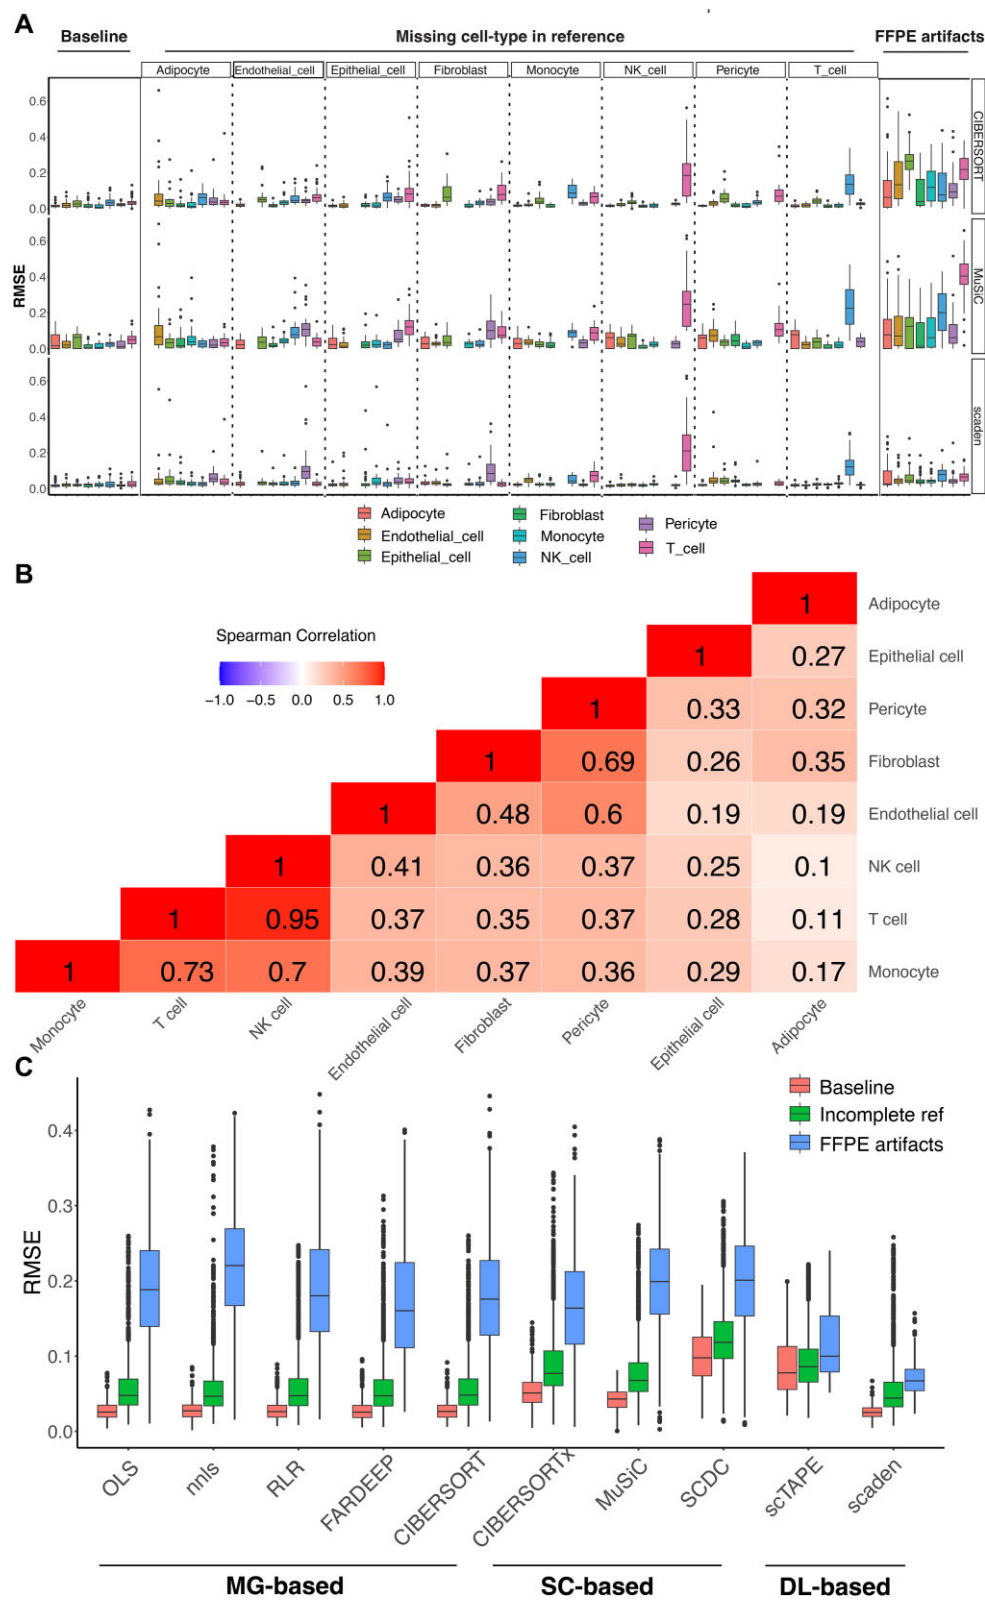 A
Baseline Missing cell-type in reference FFPE artifacts
Adipocyte Endothelial_cell Epithelial_cell Fibroblast Monocyte NK_cell Pericyte T_cell
RMSE
0.6
0.4
0.2
0.0
CIBERSORT
0.6
0.4
0.2
0.0
MuSiC
0.6
0.4
0.2
0.0
scaden
Adipocyte Fibroblast Pericyte
Endothelial_cell Monocyte T_cell
Epithelial_cell NK_cell
B
Spearman Correlation
−1.0 −0.5 0.0 0.5 1.0
1 Adipocyte
1 0.27 Epithelial cell
1 0.33 0.32 Pericyte
1 0.69 0.26 0.35 Fibroblast
1 0.48 0.6 0.19 0.19 Endothelial cell
1 0.41 0.36 0.37 0.25 0.1 NK cell
1 0.95 0.37 0.35 0.37 0.28 0.11 T cell
1 0.73 0.7 0.39 0.37 0.36 0.29 0.17 Monocyte
Monocyte T cell NK cell Endothelial cell Fibroblast Pericyte Epithelial cell Adipocyte
C
Baseline
Incomplete ref
FFPE artifacts
RMSE
0.4
0.3
0.2
0.1
0.0
OLS nnls RLR FARDEEP CIBERSORT CIBERSORTx MuSiC SCDC scTAPE scaden
MG-based SC-based DL-based